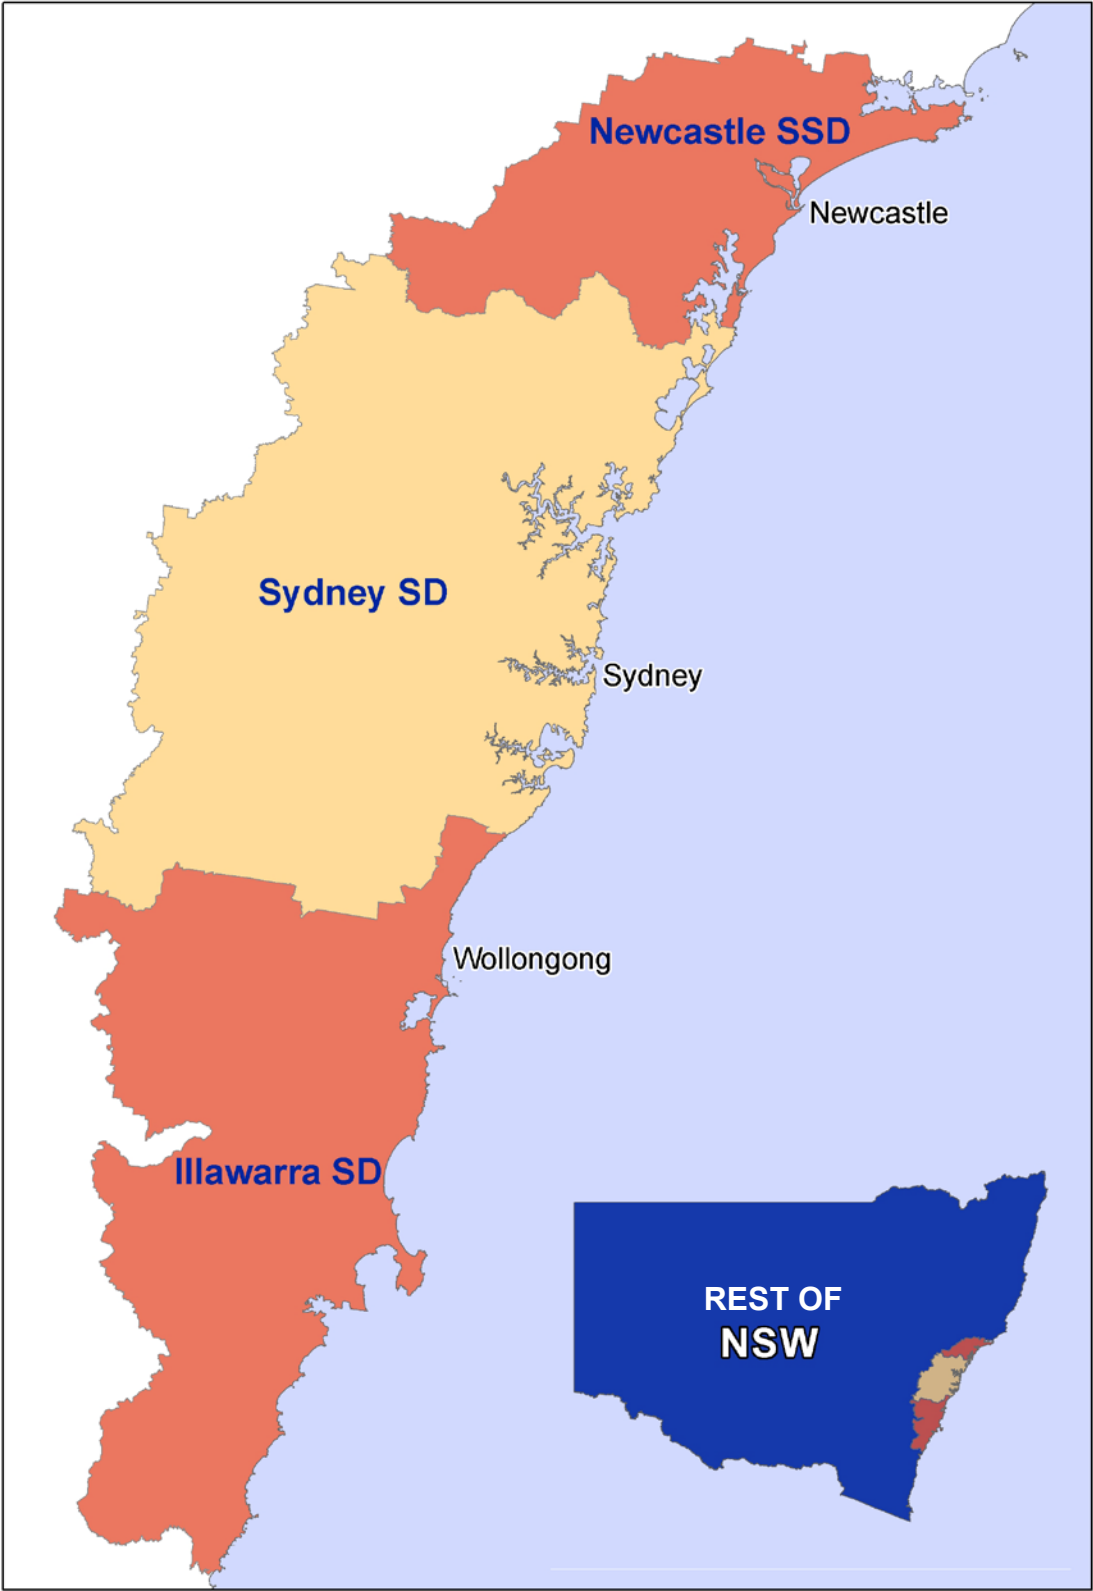 Newcastle SSD
Newcastle
Sydney SD
Sydney
Wollongong
Illawarra SD
REST OF
NSW